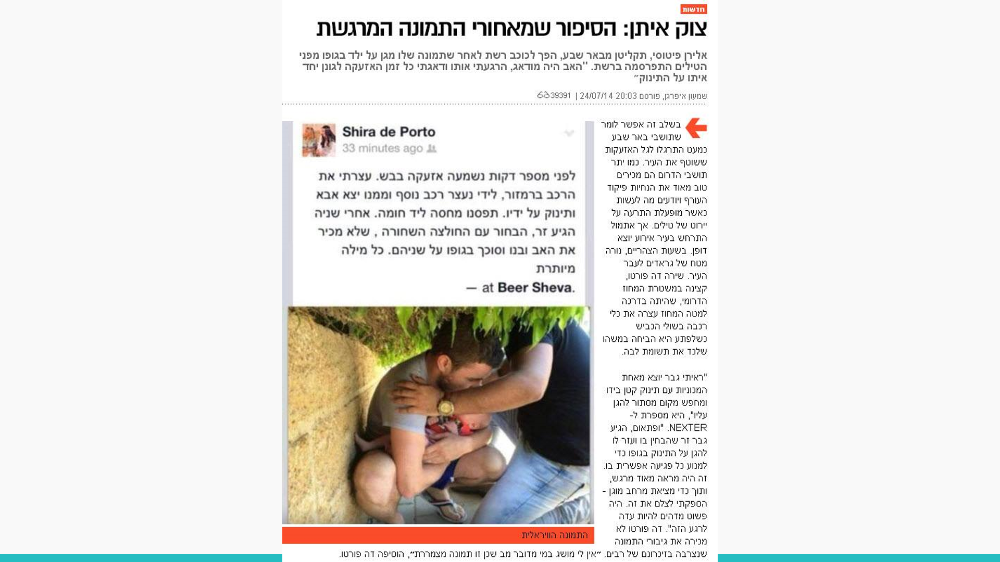 חדשות
צוק איתן: הסיפור שמאחורי התמונה המרגשת
אלירן פיטוסי, תקליטן מבאר שבע, הפך לכוכב רשת לאחר שתמונה שלו מגן על ילד בגופו מפני
הטילים התפרסמה ברשת. "האב היה מודאג, הרגעתי אותו ודאגתי כל זמן האזעקה לגונן יחד
איתו על התינוק״
שמעון איפרגן, פורסם 20:03 24/07/14 | 39391
בשלב זה אפשר לומר
שתושבי באר שבע
כמעט התרגלו לגל האזעקות
ששוטף את העיר. כמו יתר
תושבי הדרום הם מכירים
טוב מאוד את הנחיות פיקוד
העורף ויודעים מה לעשות
כאשר מופעלת התרעה על
יירוט של טילים. אך אתמול
התרחש בעיר אירוע יוצא
דופן. בשעות הצהריים, נורה
מטח של גראדים לעבר
העיר. שירה דה פורטו,
קצינה במשטרת המחוז
הדרומי, שהיתה בדרכה
למטה המחוז עצרה את כלי
רכבה בשולי הכביש
כשלפתע היא הביחה במשהו
שלכד את תשומת לבה.
"ראיתי גבר יוצא מאחת
המכוניות עם תינוק קטן בידו
ומחפש מקום מסתור להגן
עליו", היא מספרת ל-
NEXTER. "ופתאום, הגיע
גבר זר שהבחין בו ועזר לו
להגן על התינוק בגופו כדי
למנוע כל פגיעה אפשרית בו.
זה היה מראה מאוד מרגש,
ותוך כדי מציאת מרחב מוגן -
הספקתי לצלם את זה. היה
פשוט מדהים להיות עדה
לרגע הזה". דה פורטו לא
מכירה את גיבורי התמונה
שנצרבה בזיכרונם של רבים. ״אין לי מושג במי מדובר מב שכן זו תמונה מצמררת״, הוסיפה דה פורטו.
Shira de Porto
33 minutes ago
לפני מספר דקות נשמעה אזעקה בבש. עצרתי את
הרכב ברמזור, לידי נעצר רכב נוסף וממנו יצא אבא
ותינוק על ידיו. תפסנו מחסה ליד חומה. אחרי שניה
הגיע זר, הבחור עם החולצה השחורה , שלא מכיר
את האב ובנו וסוכך בגופו על שניהם. כל מילה
מיותרת
— at Beer Sheva.
התמונה הוויראלית